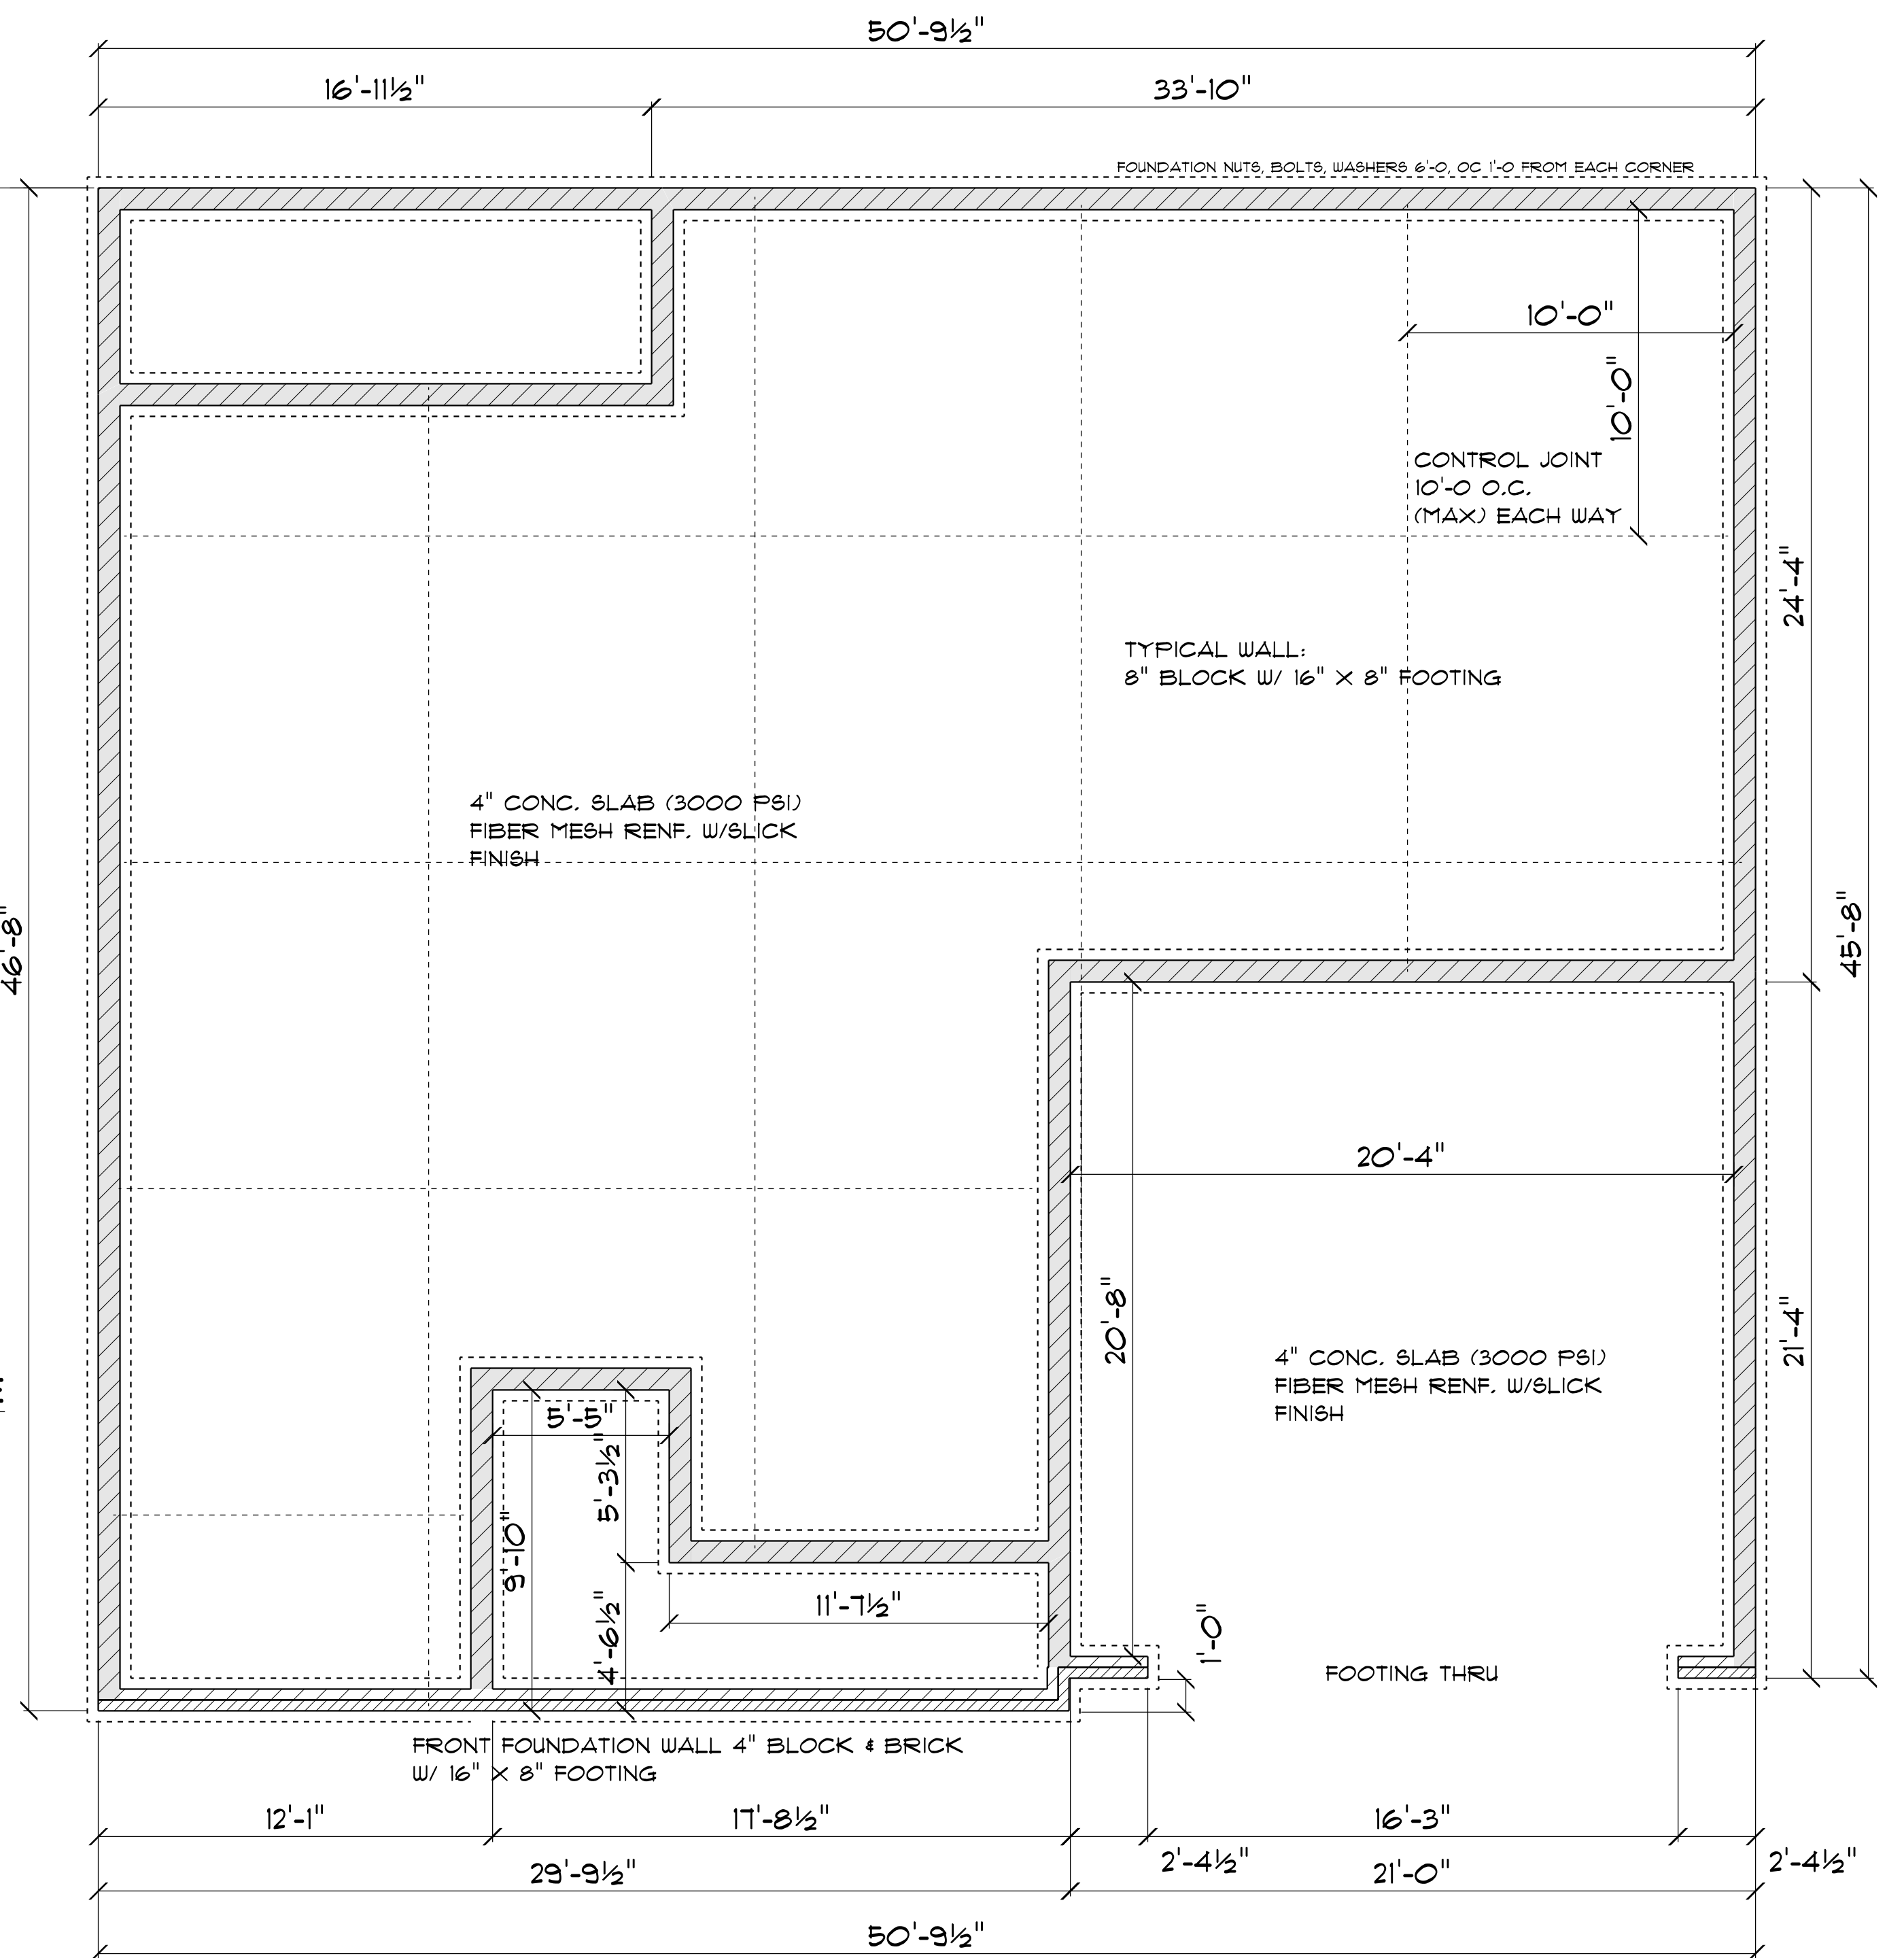 50'-9½"
16'-11½"
33'-10"
FOUNDATION NUTS, BOLTS, WASHERS 6'-0, OC 1'-0 FROM EACH CORNER
10'-0"
10'-0"
CONTROL JOINT
10'-0 O.C.
(MAX) EACH WAY
24'-4"
TYPICAL WALL:
8" BLOCK W/ 16" X 8" FOOTING
4" CONC. SLAB (3000 PSI)
FIBER MESH RENF. W/SLICK
FINISH
46'-8"
45'-8"
20'-4"
20'-8"
21'-4"
4" CONC. SLAB (3000 PSI)
FIBER MESH RENF. W/SLICK
FINISH
5'-5"
5'-3½"
9'-10"
11'-7½"
4'-6½"
1'-0"
FOOTING THRU
FRONT FOUNDATION WALL 4" BLOCK & BRICK
W/ 16" X 8" FOOTING
12'-1"
17'-8½"
16'-3"
2'-4½"
2'-4½"
29'-9½"
21'-0"
50'-9½"